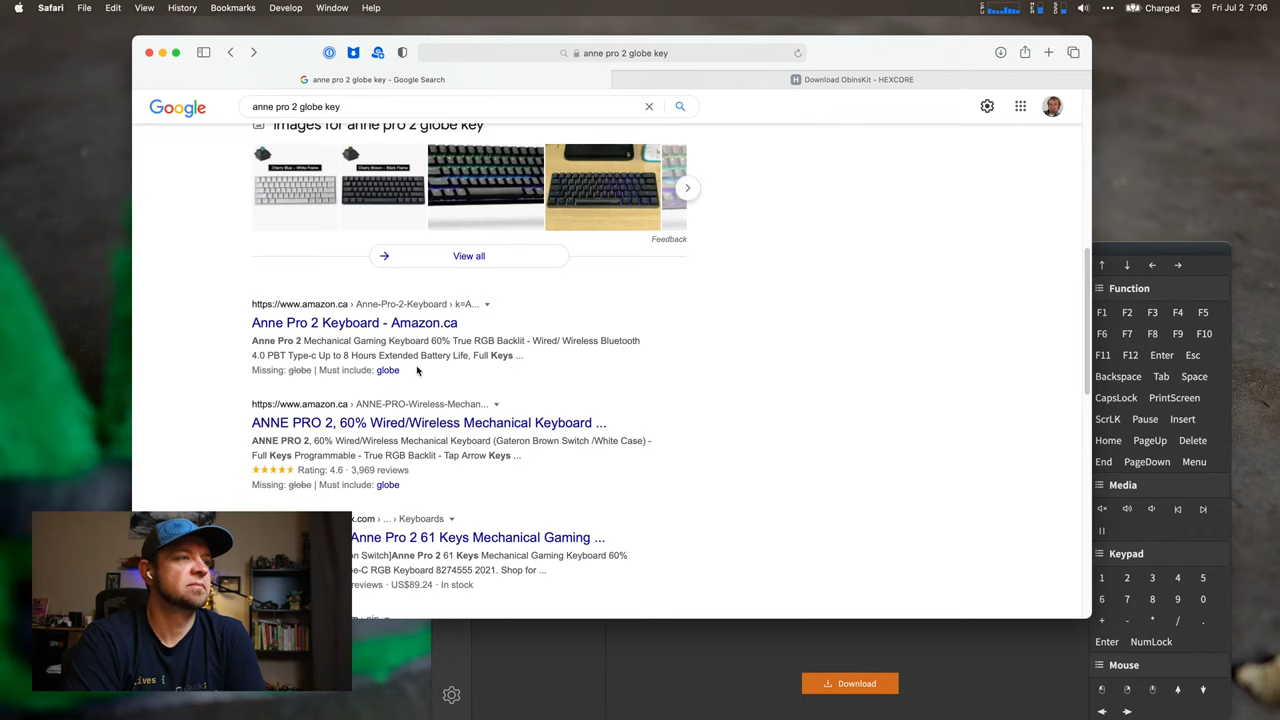 Safari File Edit View History Bookmarks Develop Window Help
Charged Fri Jul 2 7:06
anne pro 2 globe key
anne pro 2 globe key - Google Search
Download ObinsKit - HEXCORE
Google
anne pro 2 globe key
Images for anne pro 2 globe key
Cherry Blue - White Frame
Cherry Brown - Black Frame
Feedback
View all
https://www.amazon.ca › Anne-Pro-2-Keyboard › k=A...
Anne Pro 2 Keyboard - Amazon.ca
Anne Pro 2 Mechanical Gaming Keyboard 60% True RGB Backlit - Wired/ Wireless Bluetooth
4.0 PBT Type-c Up to 8 Hours Extended Battery Life, Full Keys ...
Missing: globe | Must include: globe
https://www.amazon.ca › ANNE-PRO-Wireless-Mechan...
ANNE PRO 2, 60% Wired/Wireless Mechanical Keyboard ...
ANNE PRO 2, 60% Wired/Wireless Mechanical Keyboard (Gateron Brown Switch /White Case) -
Full Keys Programmable - True RGB Backlit - Tap Arrow Keys ...
Rating: 4.6 · 3,969 reviews
Missing: globe | Must include: globe
x.com › ... › Keyboards
Anne Pro 2 61 Keys Mechanical Gaming ...
n Switch]Anne Pro 2 61 Keys Mechanical Gaming Keyboard 60%
e-C RGB Keyboard 8274555 2021. Shop for ...
reviews · US$89.24 · In stock
↑ ↓ ← →
Function
F1 F2 F3 F4 F5
F6 F7 F8 F9 F10
F11 F12 Enter Esc
Backspace Tab Space
CapsLock PrintScreen
ScrLK Pause Insert
Home PageUp Delete
End PageDown Menu
Media
Keypad
1 2 3 4 5
6 7 8 9 0
- + * / .
Enter NumLock
Mouse
Download